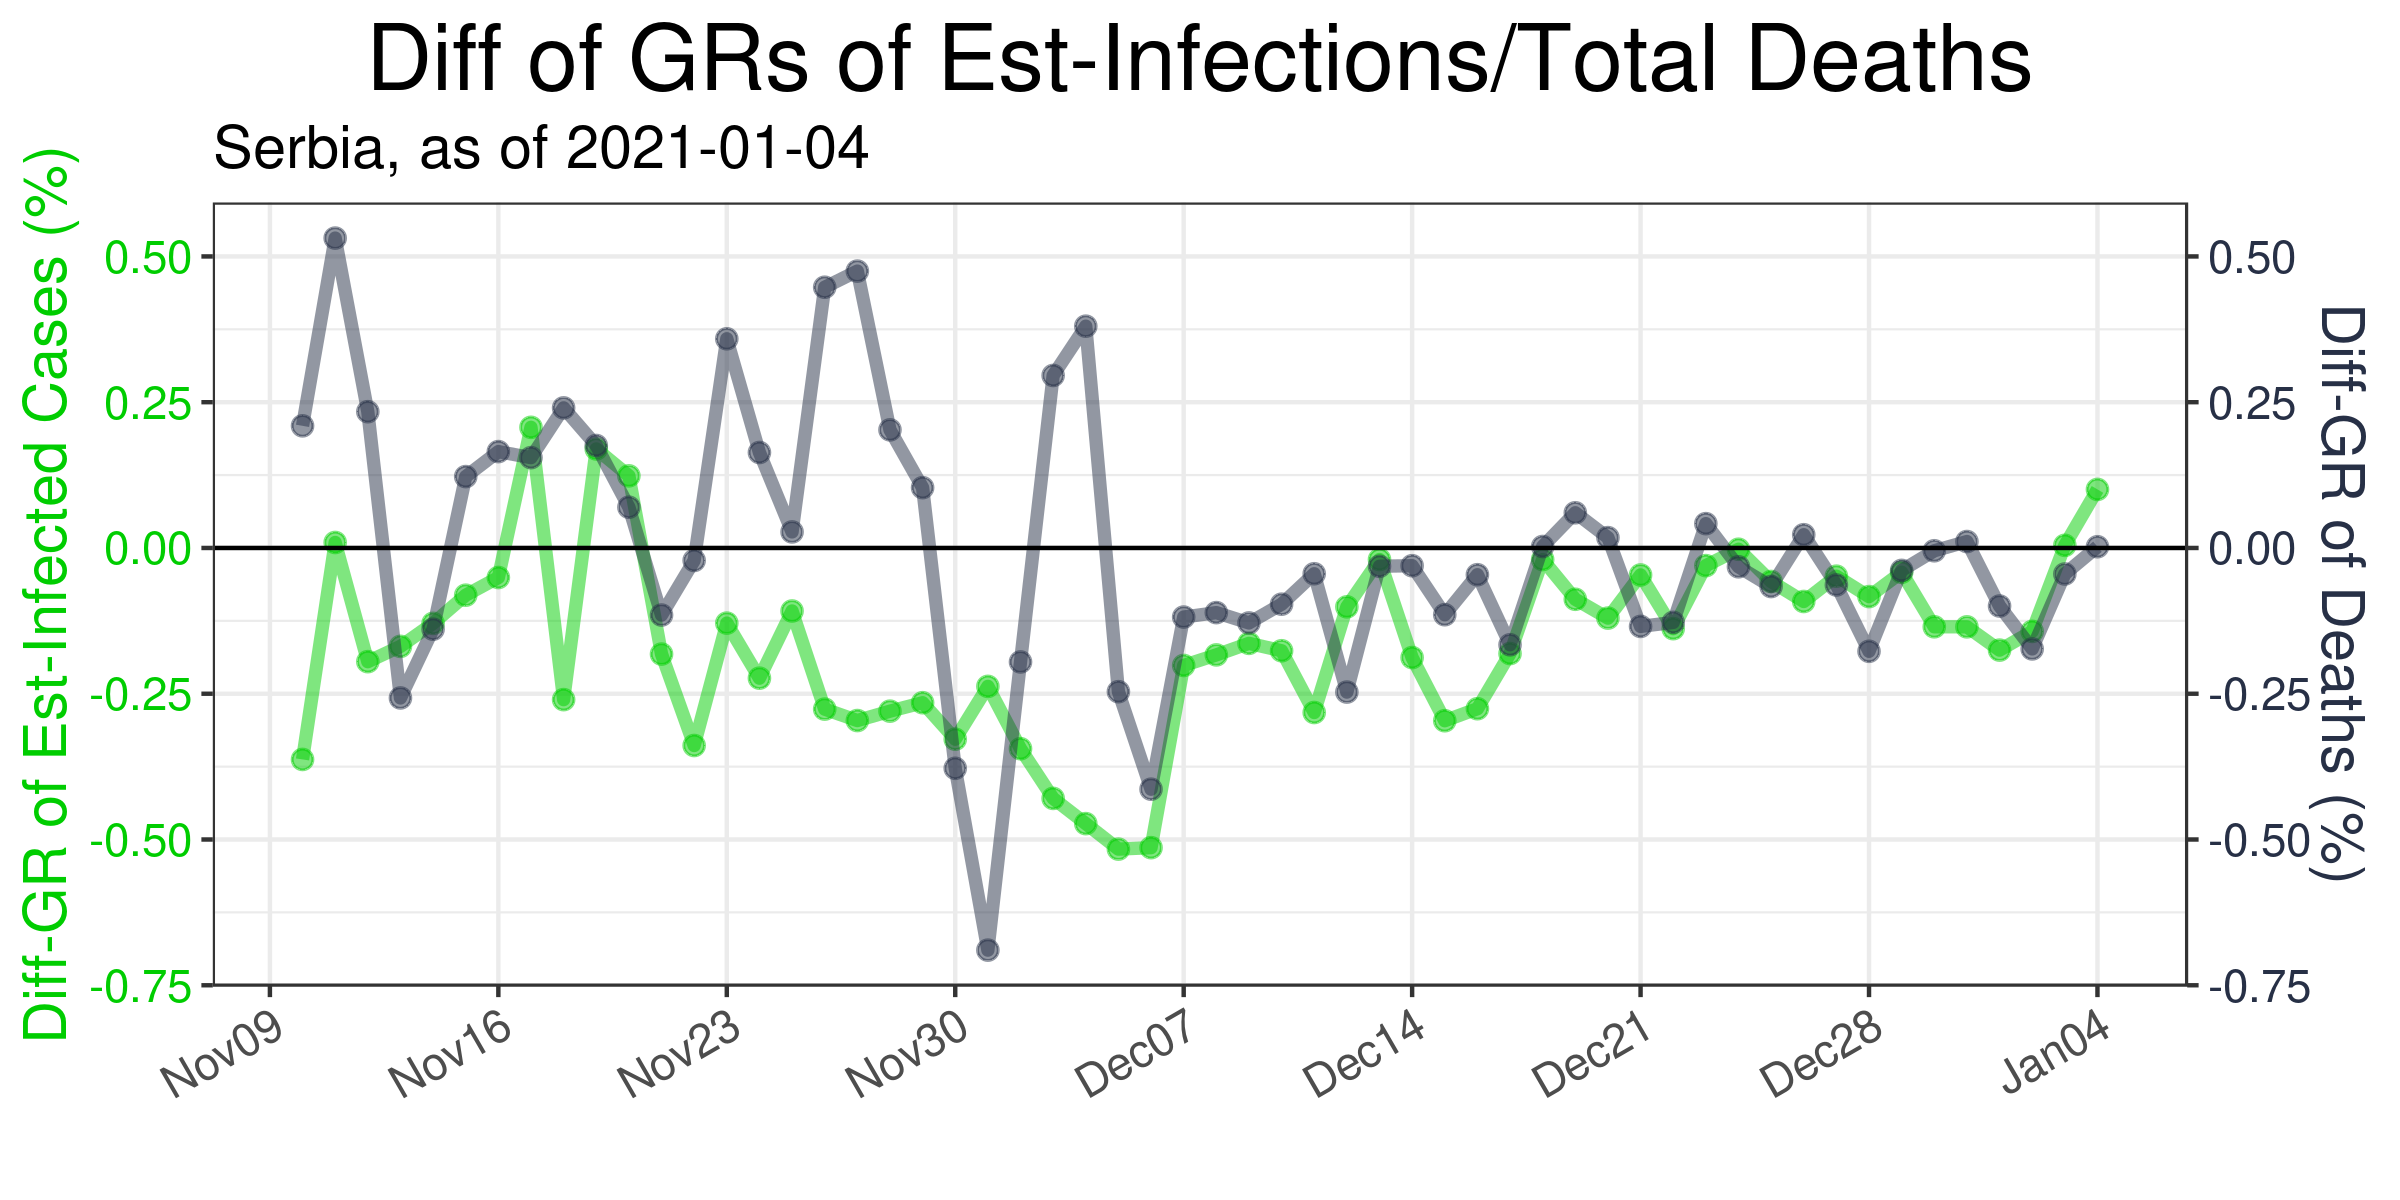 Diff of GRs of Est-Infections/Total Deaths
Serbia, as of 2021-01-04
Diff-GR of Est-Infected Cases (%)
0.50
0.25
0.00
-0.25
-0.50
-0.75
0.50
0.25
0.00
-0.25
-0.50
-0.75
Diff-GR of Deaths (%)
Nov09 Nov16 Nov23 Nov30 Dec07 Dec14 Dec21 Dec28 Jan04